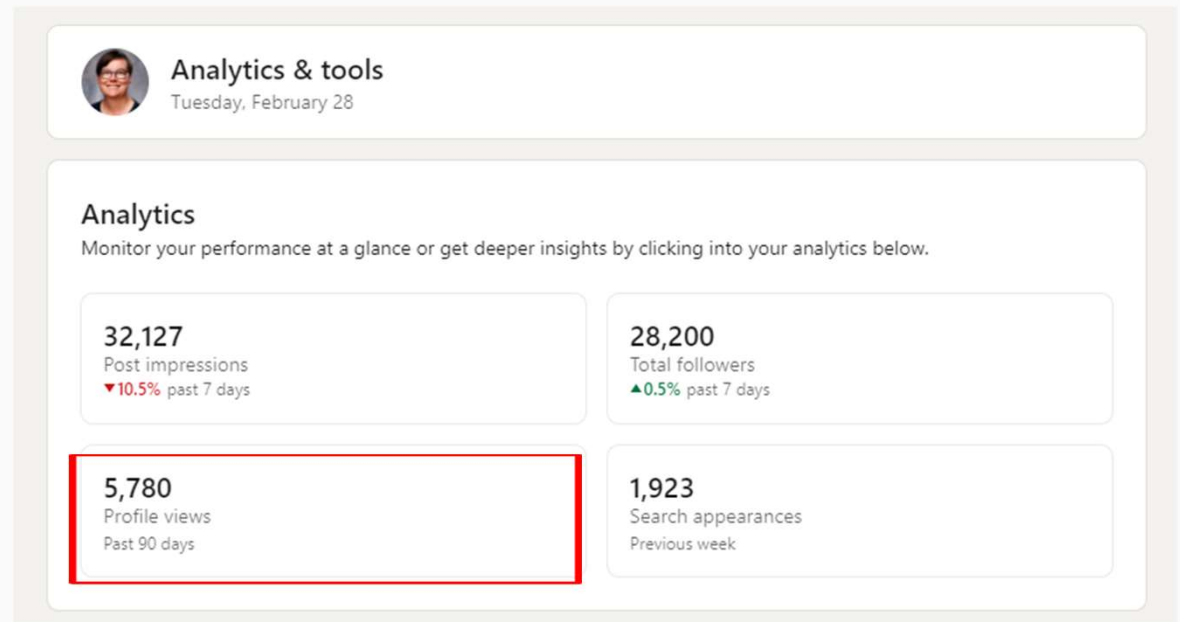 Analytics & tools
Tuesday, February 28
Analytics
Monitor your performance at a glance or get deeper insights by clicking into your analytics below.
32,127
Post impressions
▼10.5% past 7 days
28,200
Total followers
▲0.5% past 7 days
5,780
Profile views
Past 90 days
1,923
Search appearances
Previous week